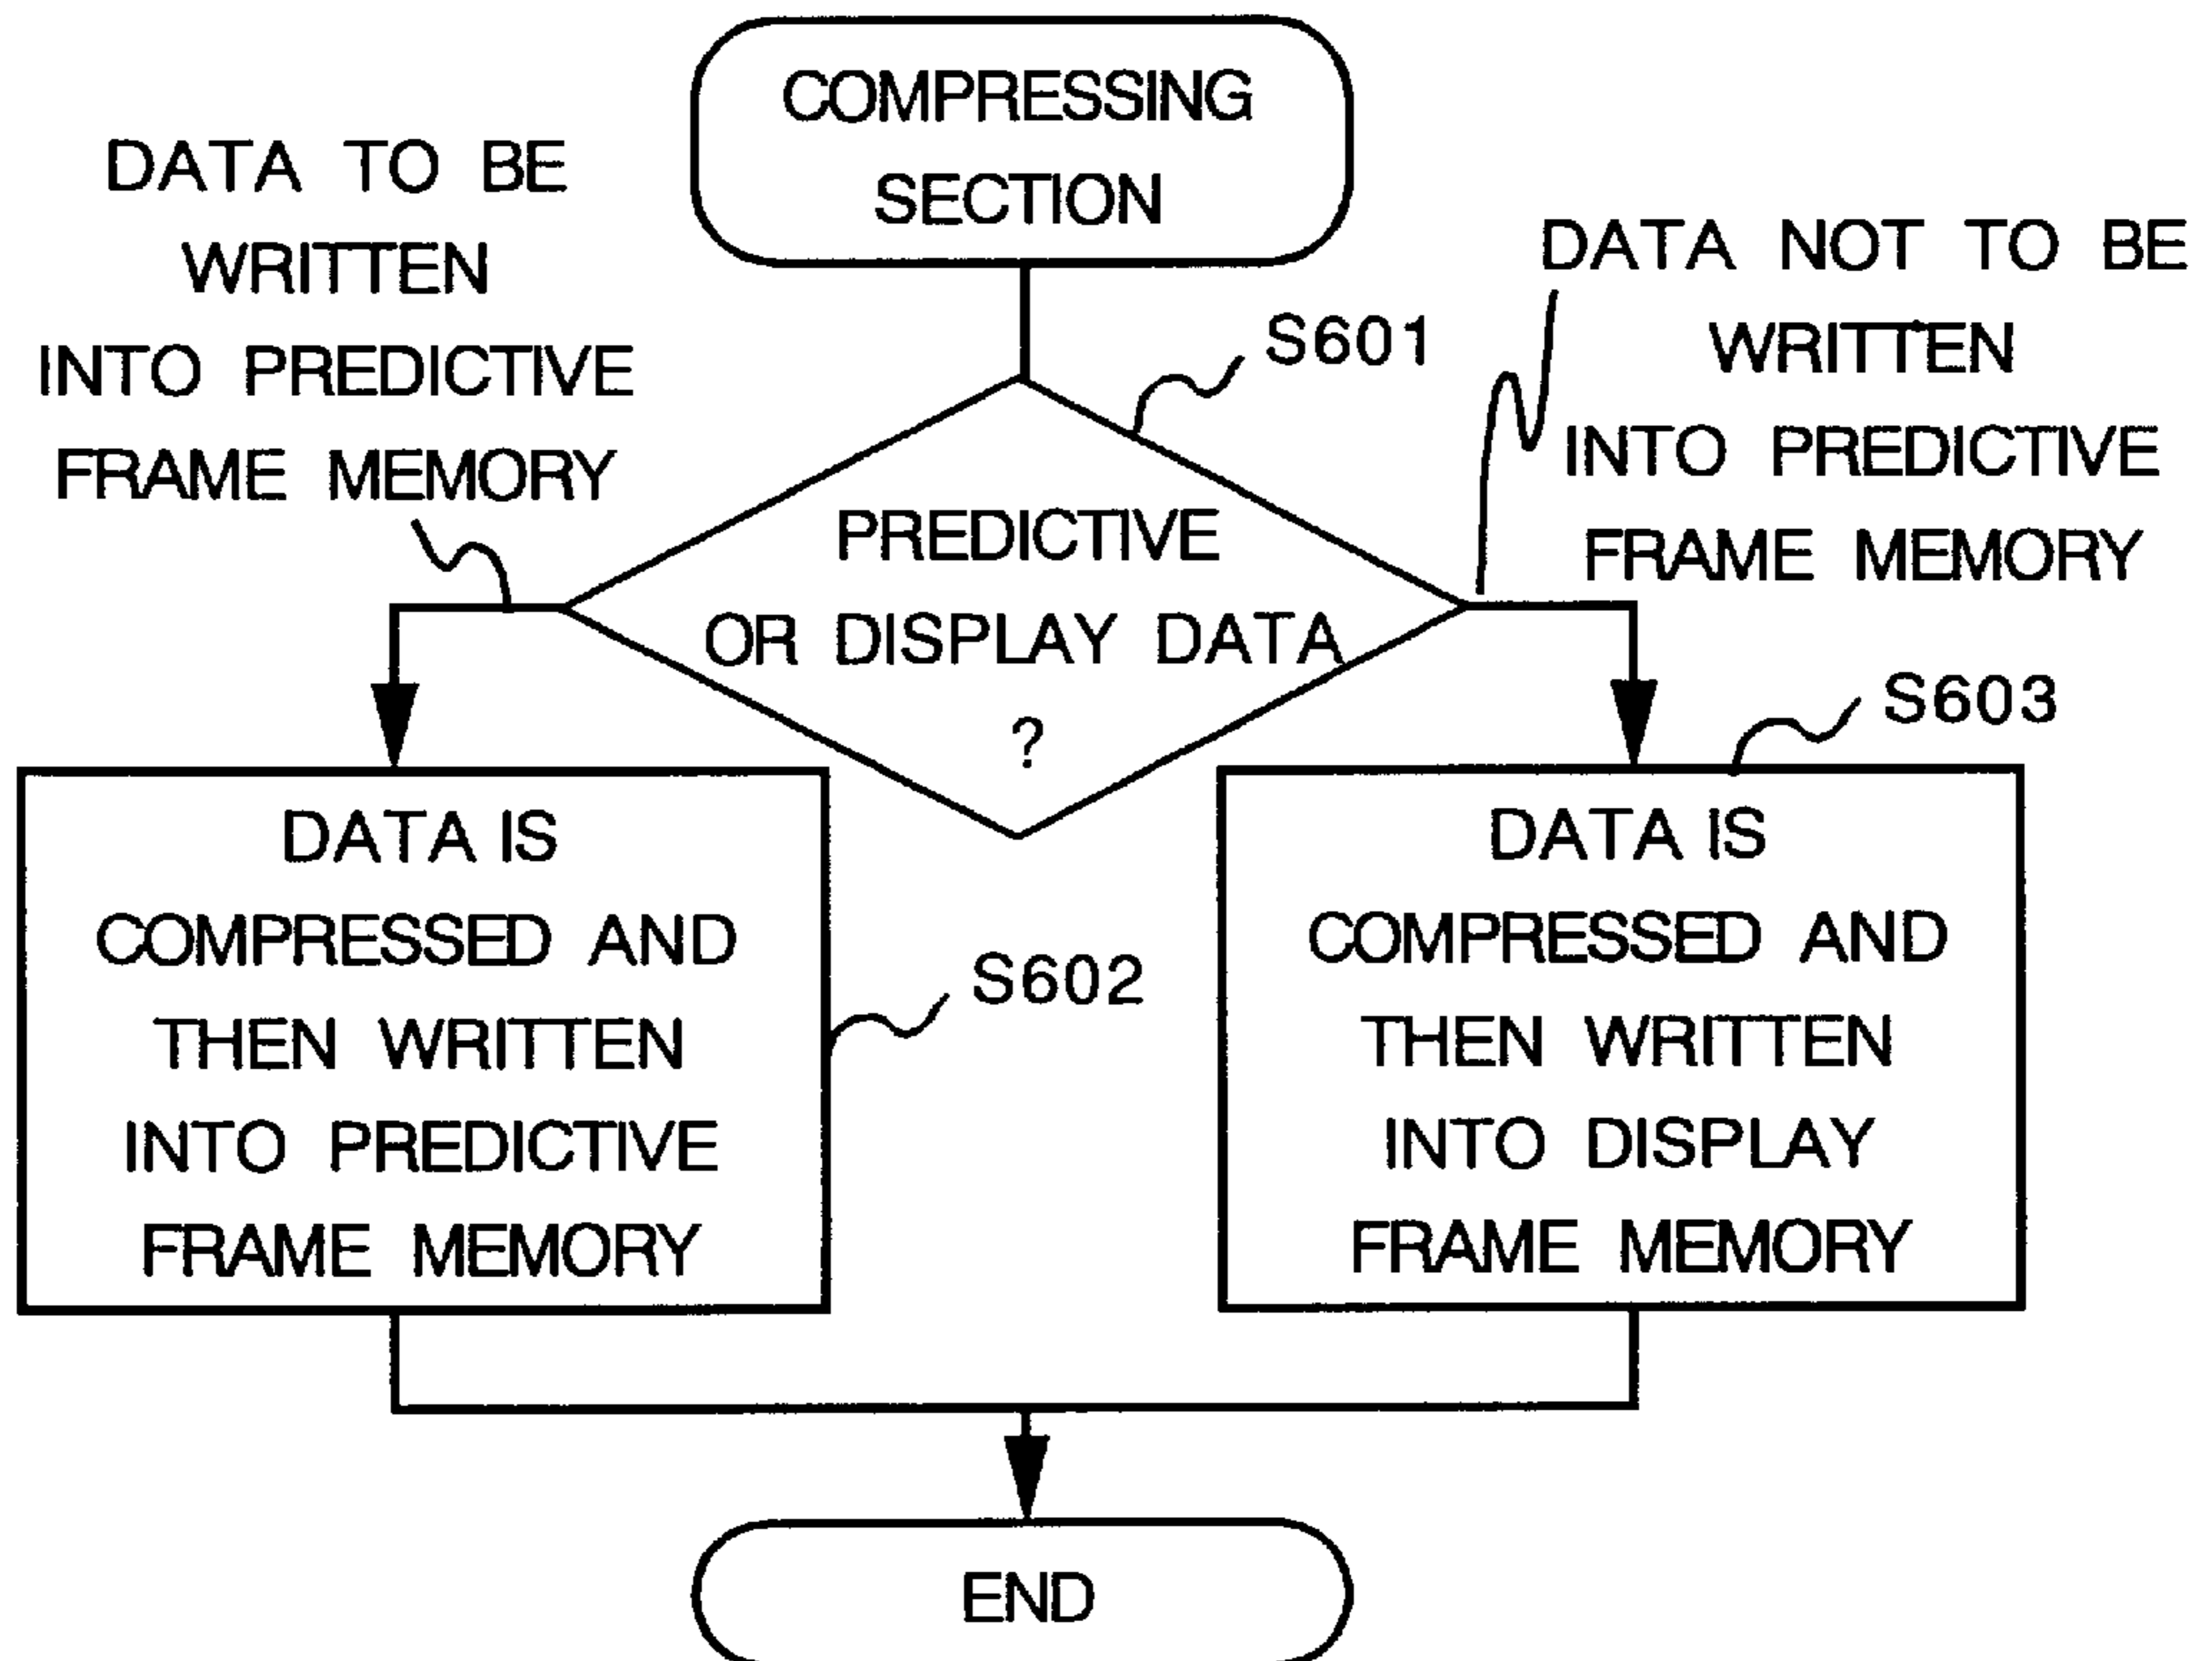 COMPRESSING
SECTION
DATA TO BE
WRITTEN
INTO PREDICTIVE
FRAME MEMORY
DATA NOT TO BE
WRITTEN
INTO PREDICTIVE
FRAME MEMORY
S601
PREDICTIVE
OR DISPLAY DATA
?
S603
DATA IS
COMPRESSED AND
THEN WRITTEN
INTO PREDICTIVE
FRAME MEMORY
S602
DATA IS
COMPRESSED AND
THEN WRITTEN
INTO DISPLAY
FRAME MEMORY
END